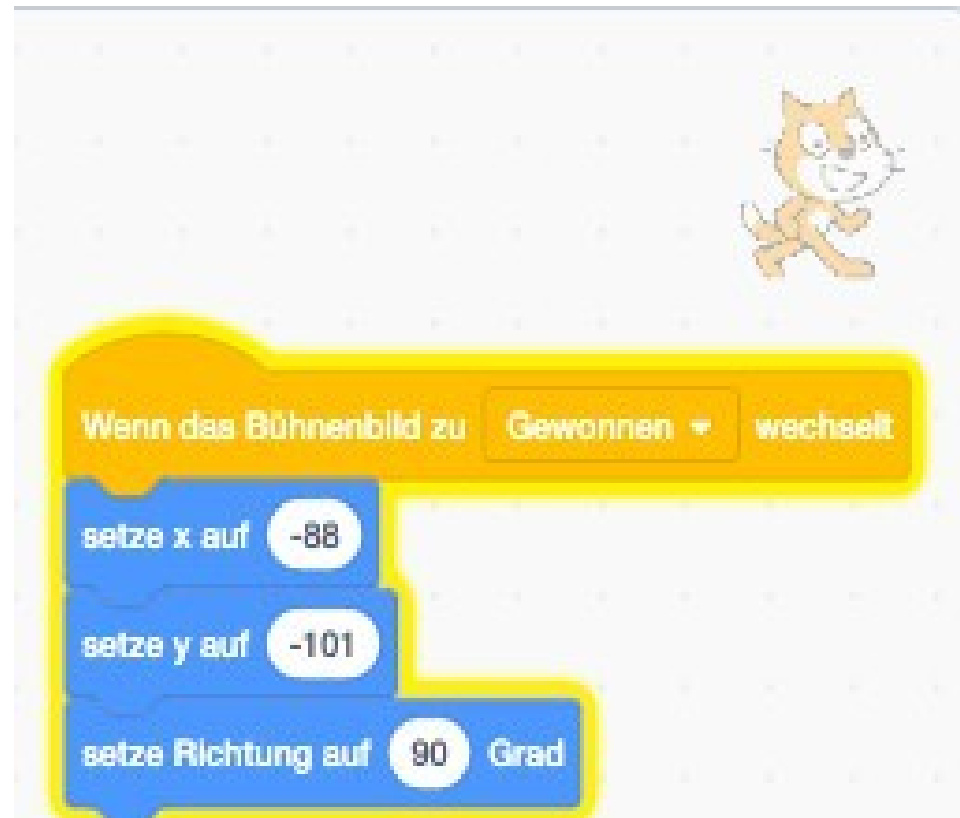 Wenn das Bühnenbild zu Gewonnen wechselt
setze x auf -88
setze y auf -101
setze Richtung auf 90 Grad